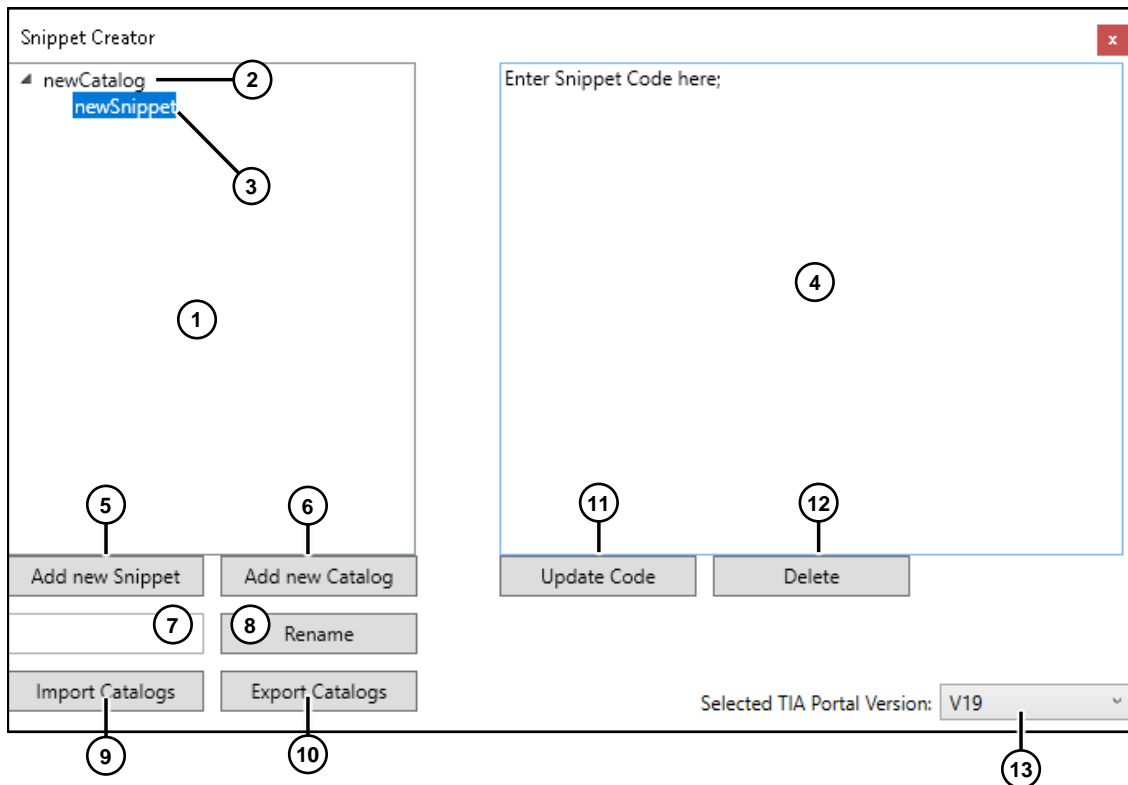 Snippet Creator
x
newCatalog
2
Enter Snippet Code here;
newSnippet
3
4
1
5
6
11
12
Add new Snippet
Add new Catalog
Update Code
Delete
7
8
Rename
Import Catalogs
Export Catalogs
Selected TIA Portal Version:
V19
9
10
13